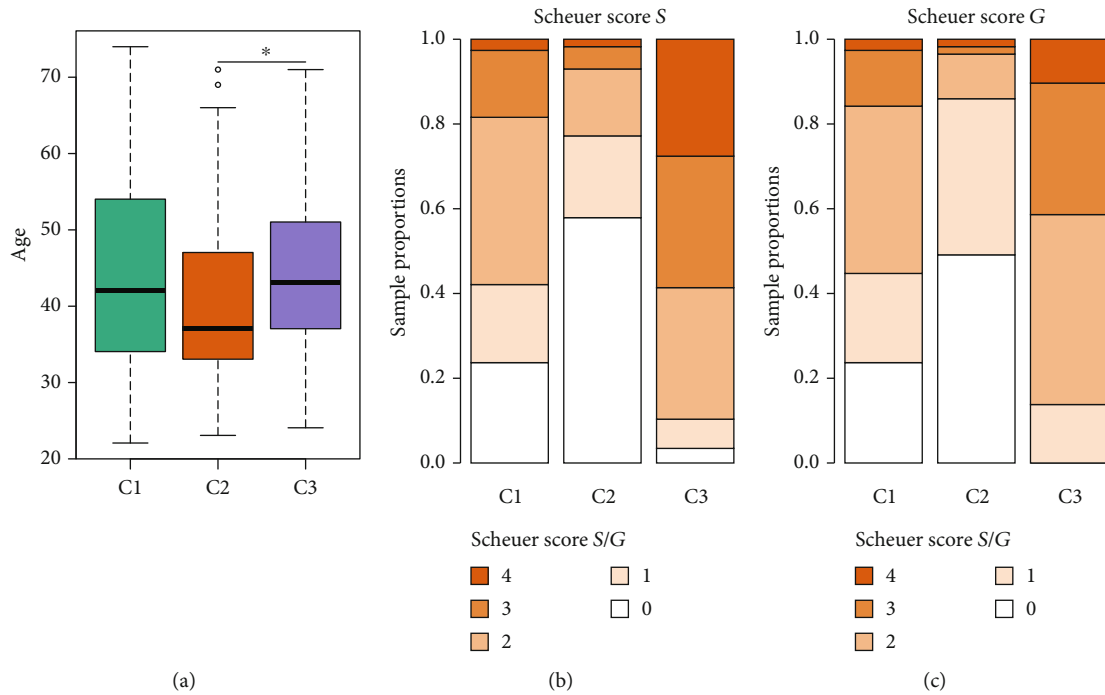 Age
70
60
50
40
30
20
*
C1
C2
C3
(a)
Scheuer score S
Sample proportions
1.0
0.8
0.6
0.4
0.2
0.0
C1
C2
C3
Scheuer score S/G
4
3
2
1
0
(b)
Scheuer score G
Sample proportions
1.0
0.8
0.6
0.4
0.2
0.0
C1
C2
C3
Scheuer score S/G
4
3
2
1
0
(c)